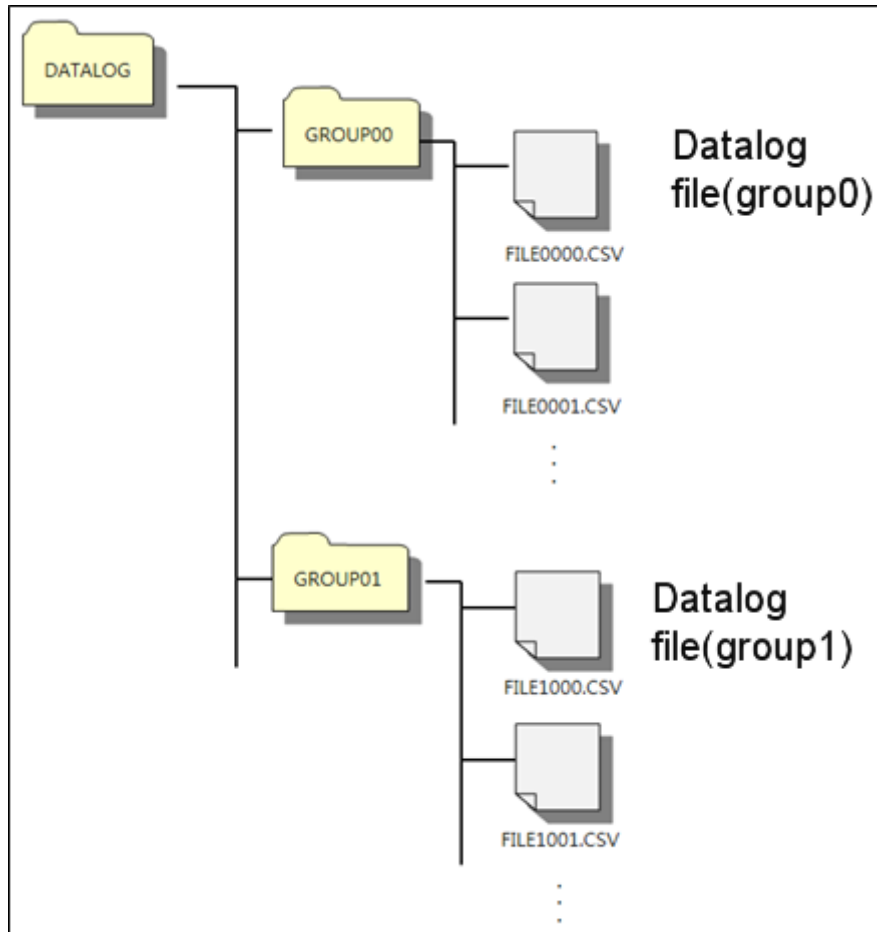 DATALOG
GROUP00
Datalog
file(group0)
FILE0000.CSV
FILE0001.CSV
GROUP01
Datalog
file(group1)
FILE1000.CSV
FILE1001.CSV